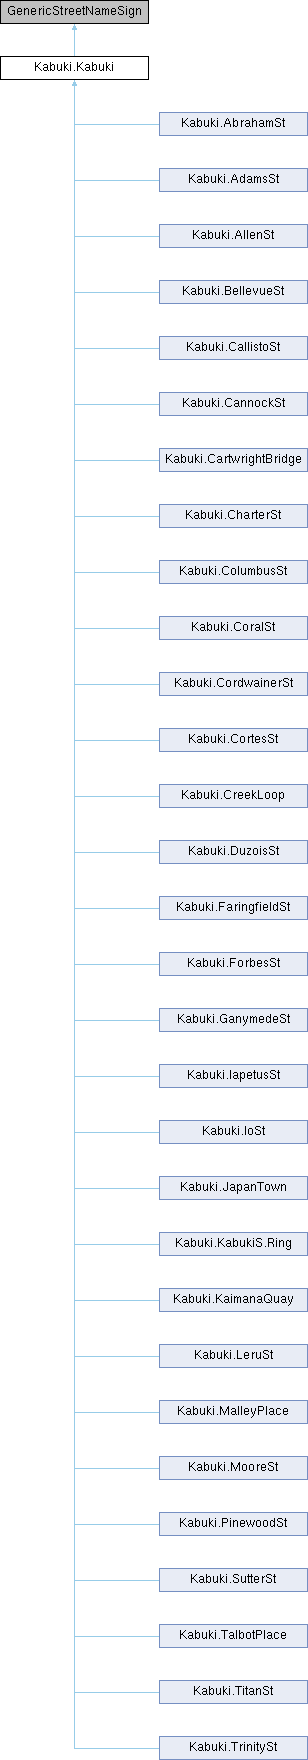 GenericStreetNameSign
Kabuki.Kabuki
Kabuki.AbrahamSt
Kabuki.AdamsSt
Kabuki.AllenSt
Kabuki.BellevueSt
Kabuki.CallistoSt
Kabuki.CannockSt
Kabuki.CartwrightBridge
Kabuki.CharterSt
Kabuki.ColumbusSt
Kabuki.CoralSt
Kabuki.CordwainerSt
Kabuki.CortesSt
Kabuki.CreekLoop
Kabuki.DuzoisSt
Kabuki.FaringfieldSt
Kabuki.ForbesSt
Kabuki.GanymedeSt
Kabuki.IapetusSt
Kabuki.IoSt
Kabuki.JapanTown
Kabuki.KabukiS.Ring
Kabuki.KaimanaQuay
Kabuki.LeruSt
Kabuki.MalleyPlace
Kabuki.MooreSt
Kabuki.PinewoodSt
Kabuki.SutterSt
Kabuki.TalbotPlace
Kabuki.TitanSt
Kabuki.TrinitySt